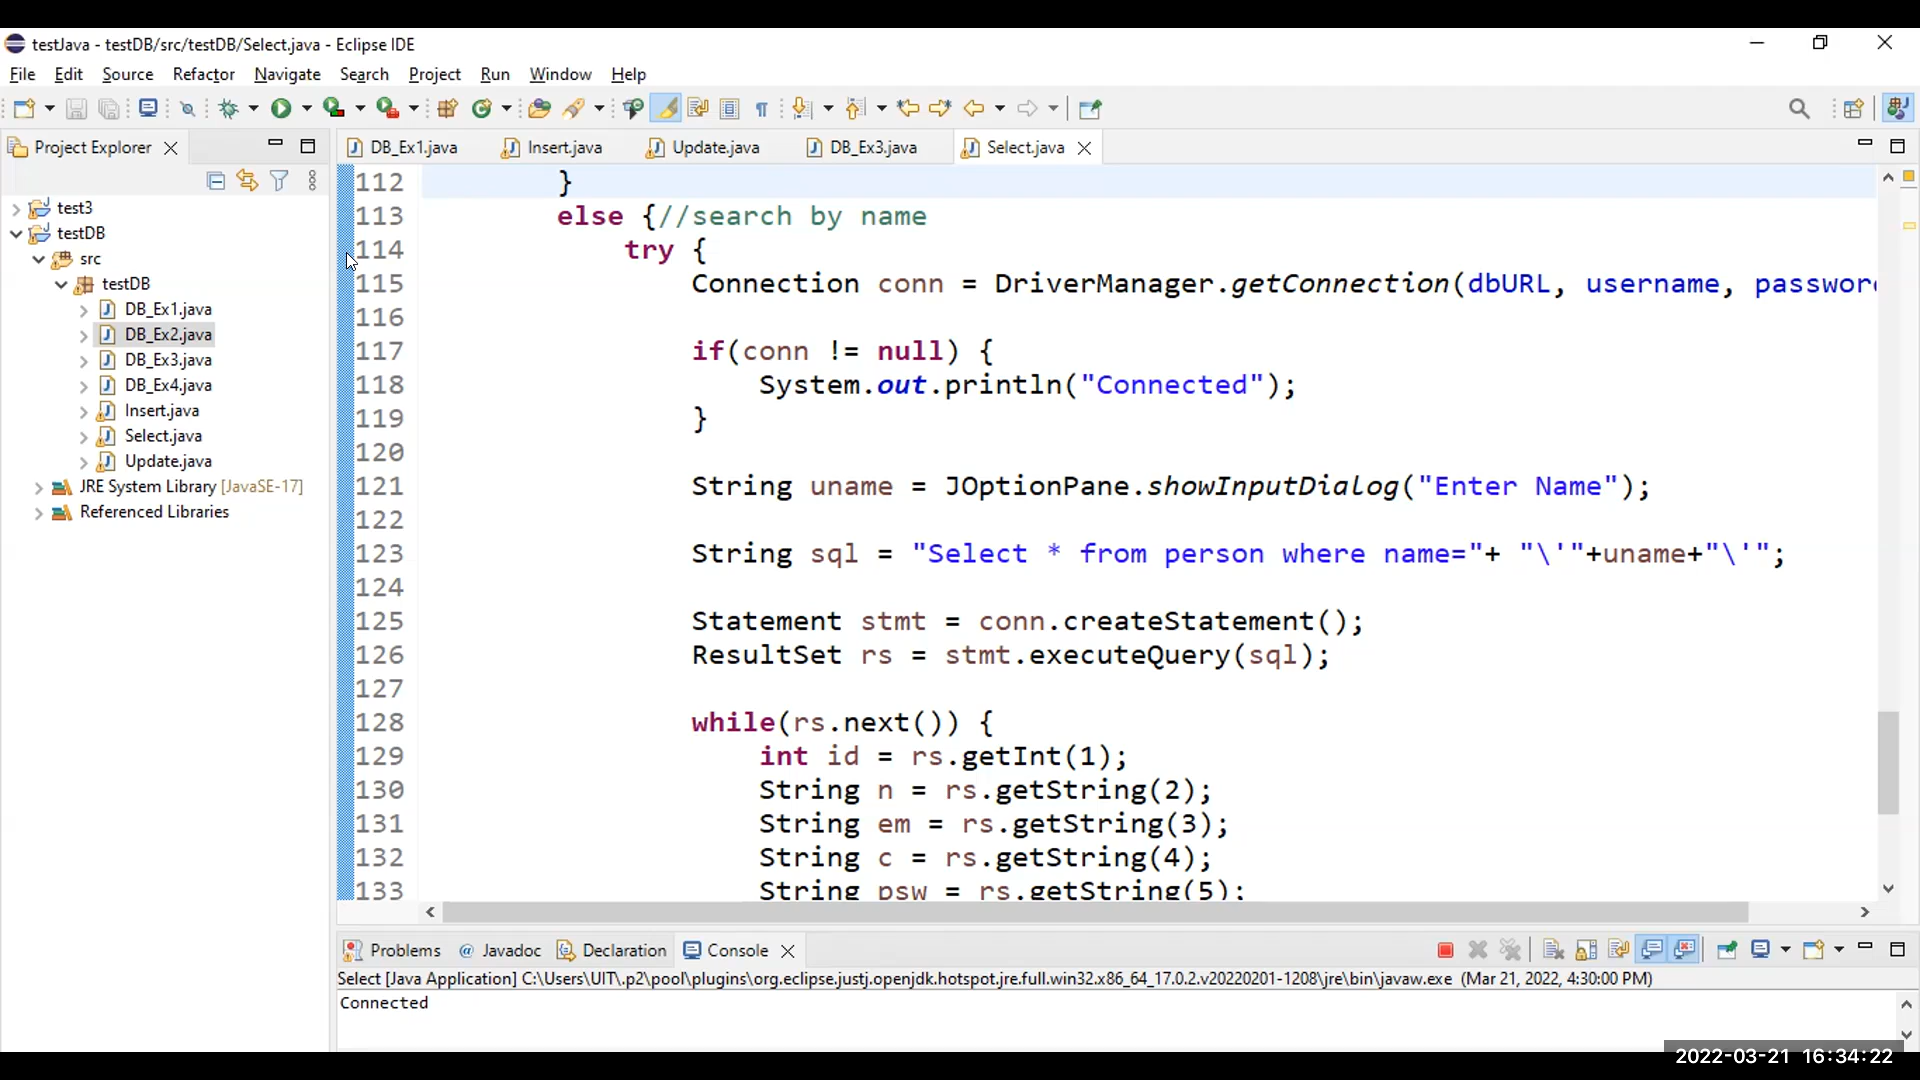 testJava - testDB/src/testDB/Select.java - Eclipse IDE
File Edit Source Refactor Navigate Search Project Run Window Help
Project Explorer
DB_Ex1.java Insert.java Update.java DB_Ex3.java Select.java
test3
testDB
src
testDB
DB_Ex1.java
DB_Ex2.java
DB_Ex3.java
DB_Ex4.java
Insert.java
Select.java
Update.java
JRE System Library [JavaSE-17]
Referenced Libraries
112 }
113 else {//search by name
114 try {
115 Connection conn = DriverManager.getConnection(dbURL, username, password
116
117 if(conn != null) {
118 System.out.println("Connected");
119 }
120
121 String uname = JOptionPane.showInputDialog("Enter Name");
122
123 String sql = "Select * from person where name="+ "\'"+uname+"\'";
124
125 Statement stmt = conn.createStatement();
126 ResultSet rs = stmt.executeQuery(sql);
127
128 while(rs.next()) {
129 int id = rs.getInt(1);
130 String n = rs.getString(2);
131 String em = rs.getString(3);
132 String c = rs.getString(4);
133 String psw = rs.getString(5);
Problems Javadoc Declaration Console
Select [Java Application] C:\Users\UIT\.p2\pool\plugins\org.eclipse.justj.openjdk.hotspot.jre.full.win32.x86_64_17.0.2.v20220201-1208\jre\bin\javaw.exe (Mar 21, 2022, 4:30:00 PM)
Connected
2022-03-21 16:34:22